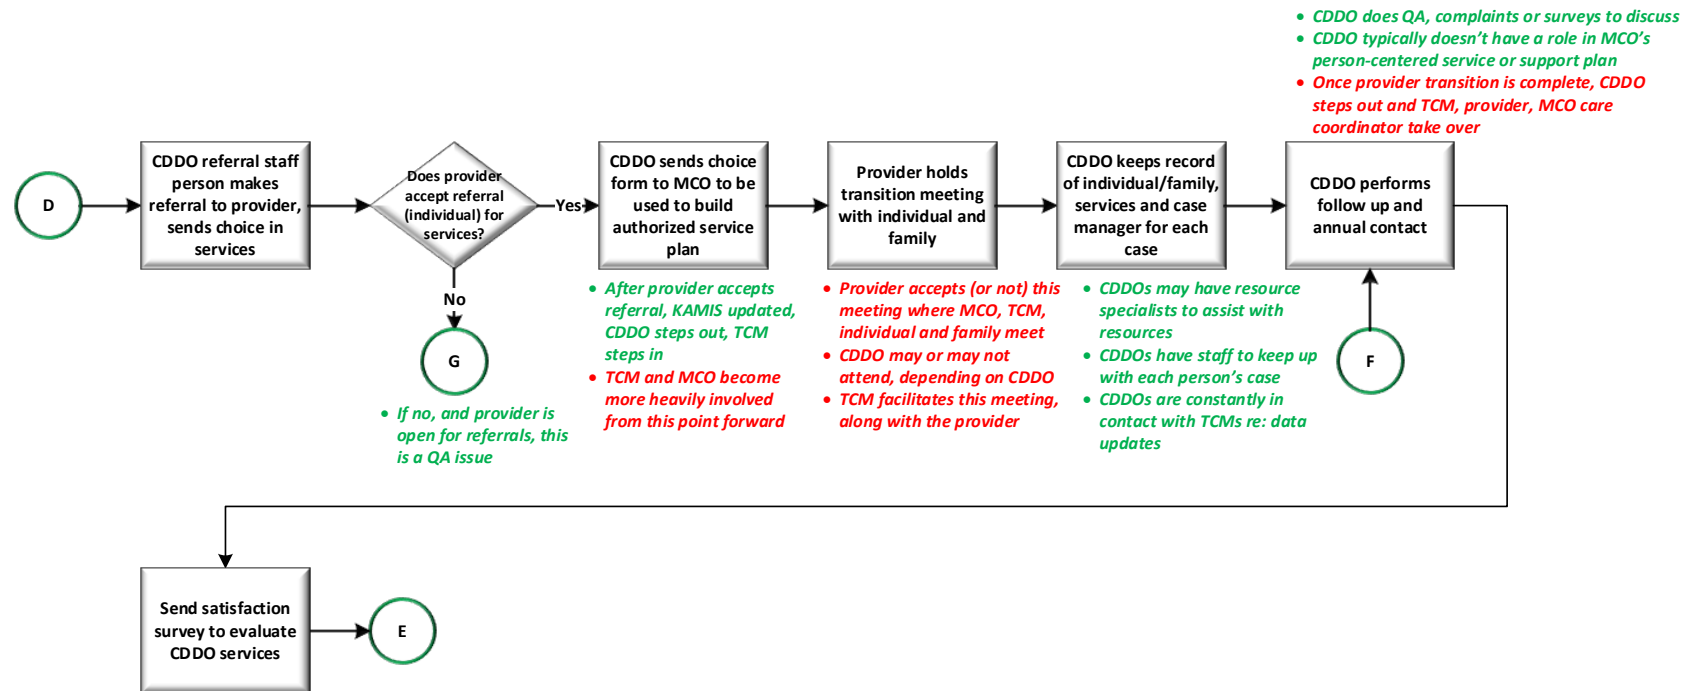 • CDDO does QA, complaints or surveys to discuss
• CDDO typically doesn't have a role in MCO's
person-centered service or support plan
• Once provider transition is complete, CDDO
steps out and TCM, provider, MCO care
coordinator take over
D
CDDO referral staff
person makes
referral to provider,
sends choice in
services
Does provider
accept referral
(individual) for
services?
Yes
CDDO sends choice
form to MCO to be
used to build
authorized service
plan
Provider holds
transition meeting
with individual and
family
CDDO keeps record
of individual/family,
services and case
manager for each
case
CDDO performs
follow up and
annual contact
No
G
• If no, and provider is
open for referrals, this
is a QA issue
• After provider accepts
referral, KAMIS updated,
CDDO steps out, TCM
steps in
• TCM and MCO become
more heavily involved
from this point forward
• Provider accepts (or not) this
meeting where MCO, TCM,
individual and family meet
• CDDO may or may not
attend, depending on CDDO
• TCM facilitates this meeting,
along with the provider
• CDDOs may have resource
specialists to assist with
resources
• CDDOs have staff to keep up
with each person's case
• CDDOs are constantly in
contact with TCMs re: data
updates
F
Send satisfaction
survey to evaluate
CDDO services
E